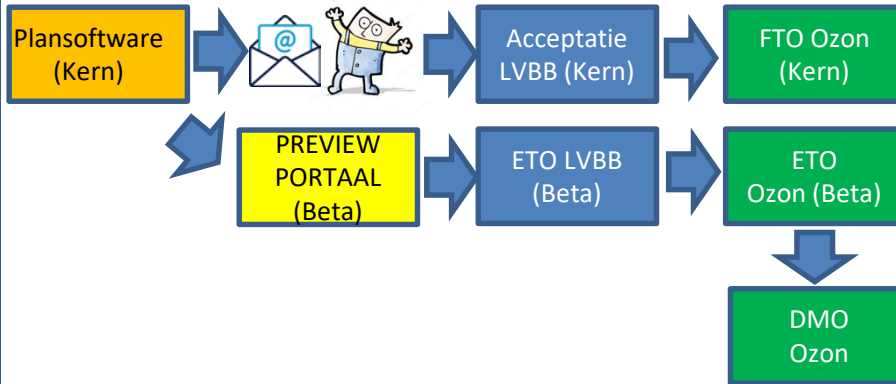 Plansoftware
(Kern)
@
Acceptatie
LVBB (Kern)
FTO Ozon
(Kern)
PREVIEW
PORTAAL
(Beta)
ETO LVBB
(Beta)
ETO
Ozon (Beta)
DMO
Ozon